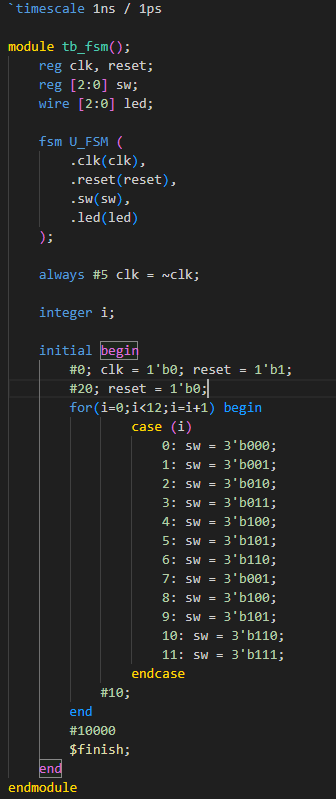 `timescale 1ns / 1ps
module tb_fsm();
reg clk, reset;
reg [2:0] sw;
wire [2:0] led;
fsm U_FSM (
.clk(clk),
.reset(reset),
.sw(sw),
.led(led)
);
always #5 clk = ~clk;
integer i;
initial begin
#0; clk = 1'b0; reset = 1'b1;
#20; reset = 1'b0;
for(i=0;i<12;i=i+1) begin
case (i)
0: sw = 3'b000;
1: sw = 3'b001;
2: sw = 3'b010;
3: sw = 3'b011;
4: sw = 3'b100;
5: sw = 3'b101;
6: sw = 3'b110;
7: sw = 3'b001;
8: sw = 3'b100;
9: sw = 3'b101;
10: sw = 3'b110;
11: sw = 3'b111;
endcase
#10;
end
#10000
$finish;
end
endmodule